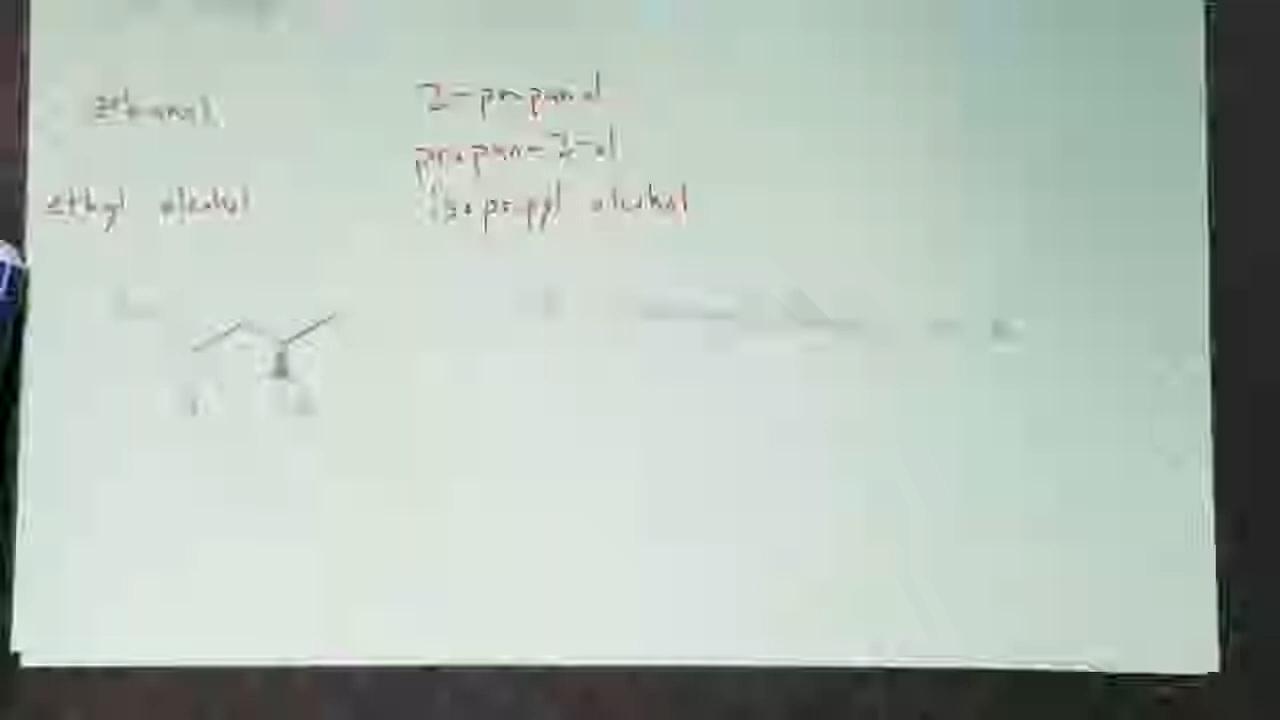 ethanol
ethyl alcohol
2-propanol
propan-2-ol
isopropyl alcohol